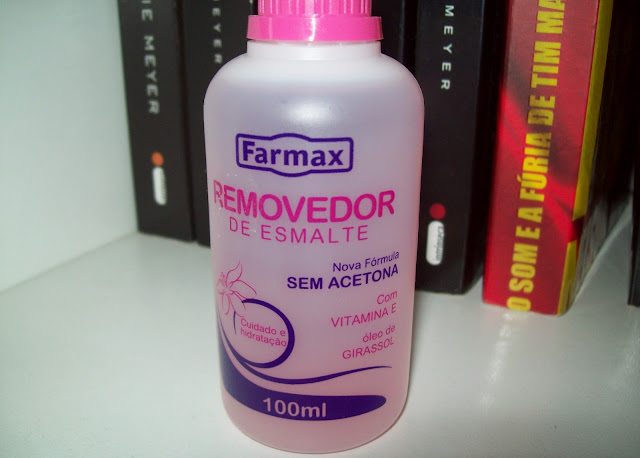 Farmax
REMOVEDOR
DE ESMALTE
Nova Fórmula
SEM ACETONA
Com
VITAMINA E
óleo de
GIRASSOL
Cuidado e
hidratação
100ml
MEYER
MEYER
O SOM E A FÚRIA DE TIM MA